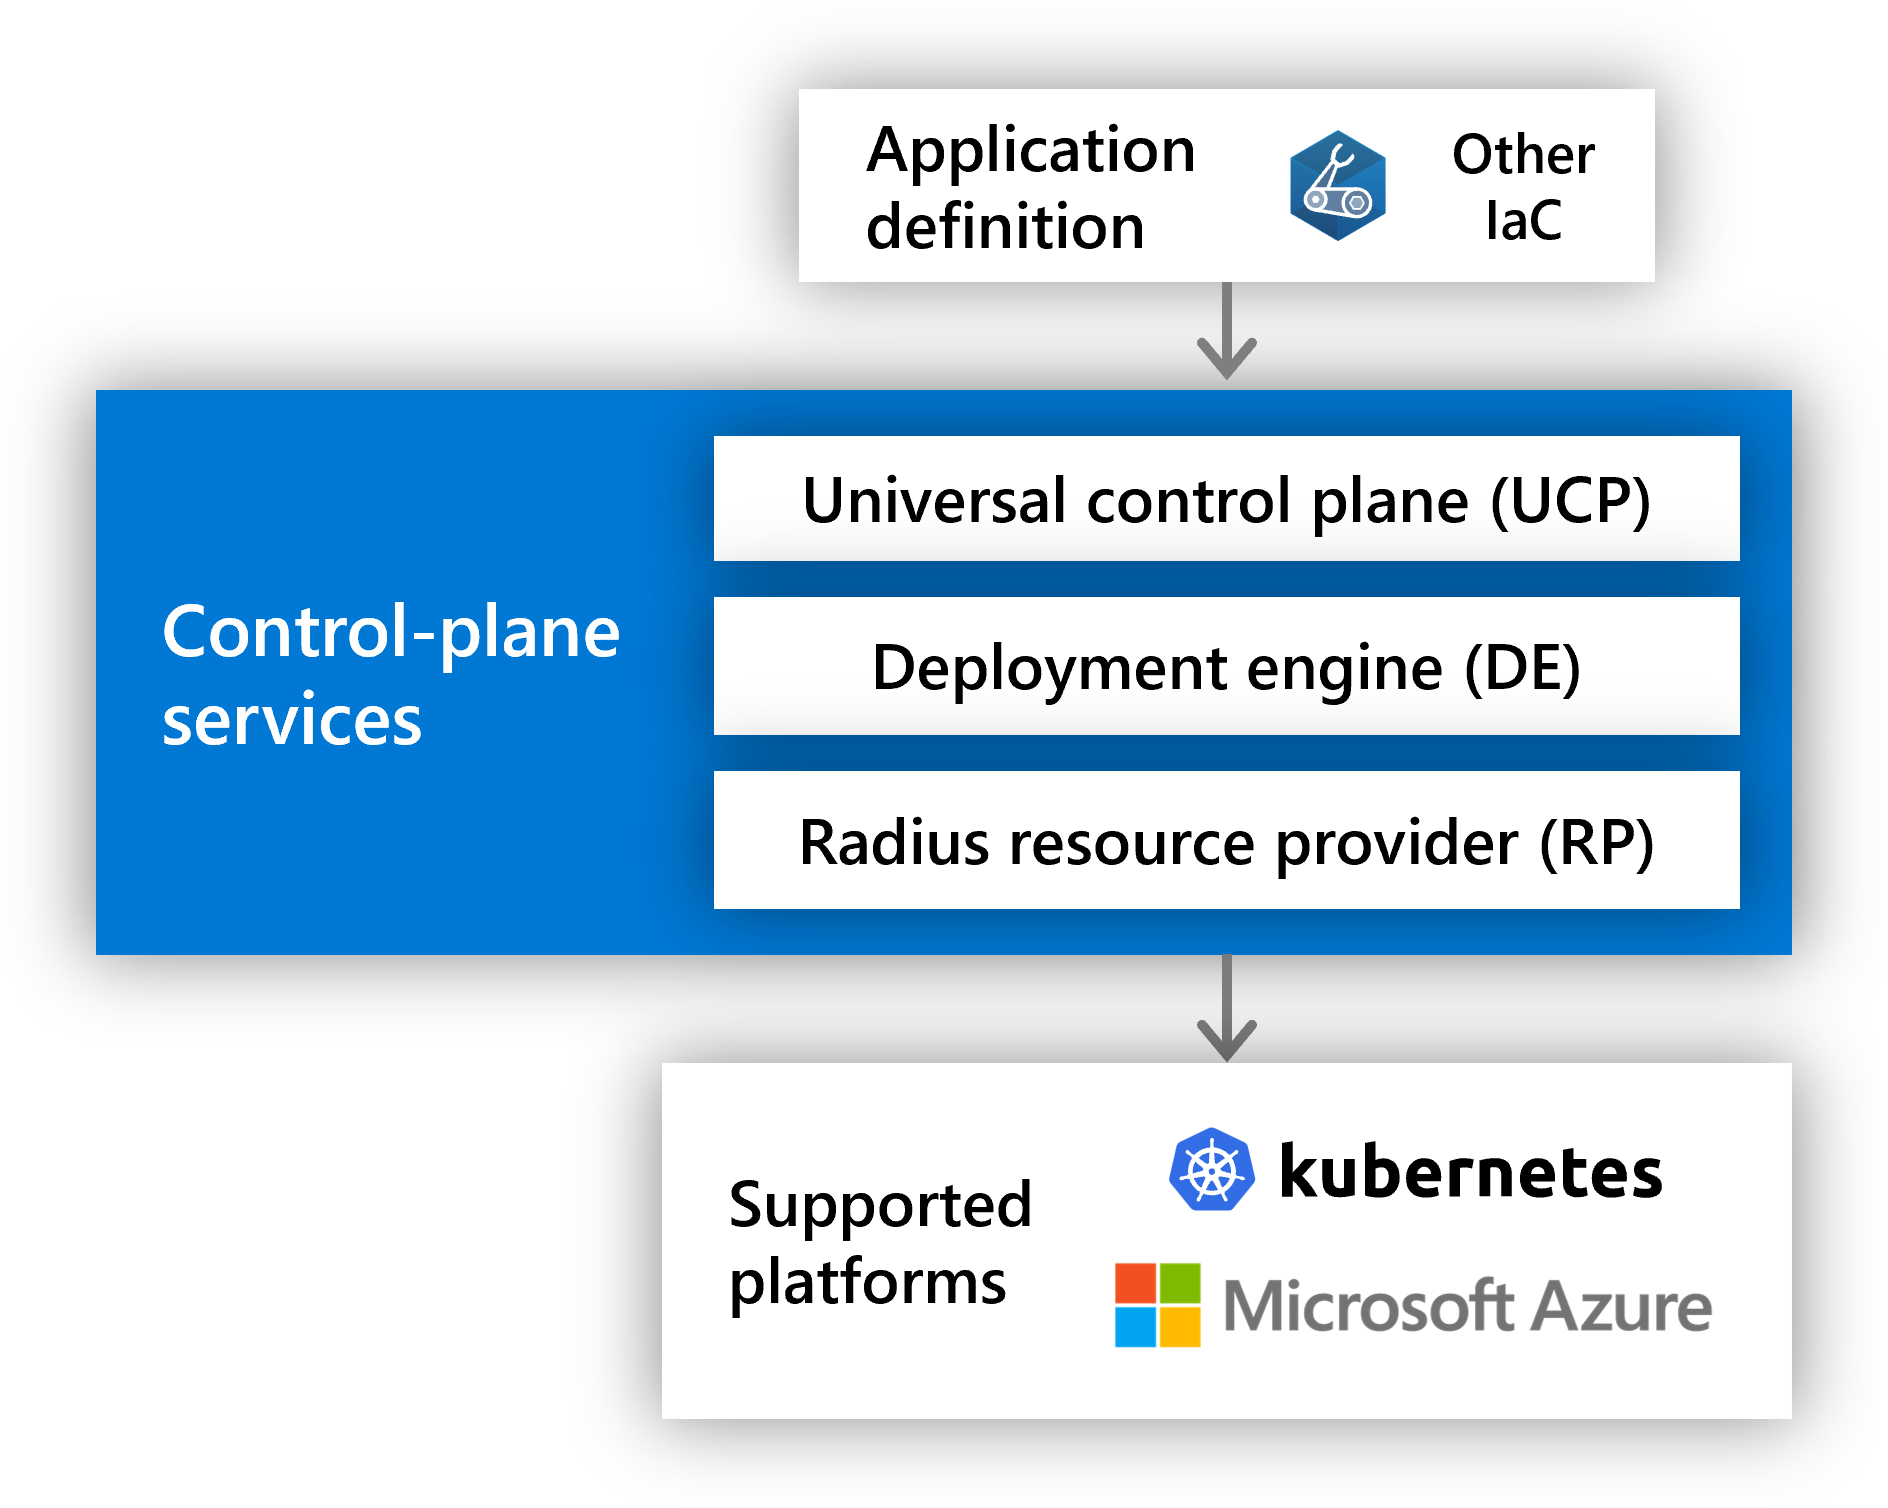 Application
definition
Other
IaC
Control-plane
services
Universal control plane (UCP)
Deployment engine (DE)
Radius resource provider (RP)
Supported
platforms
kubernetes
Microsoft Azure